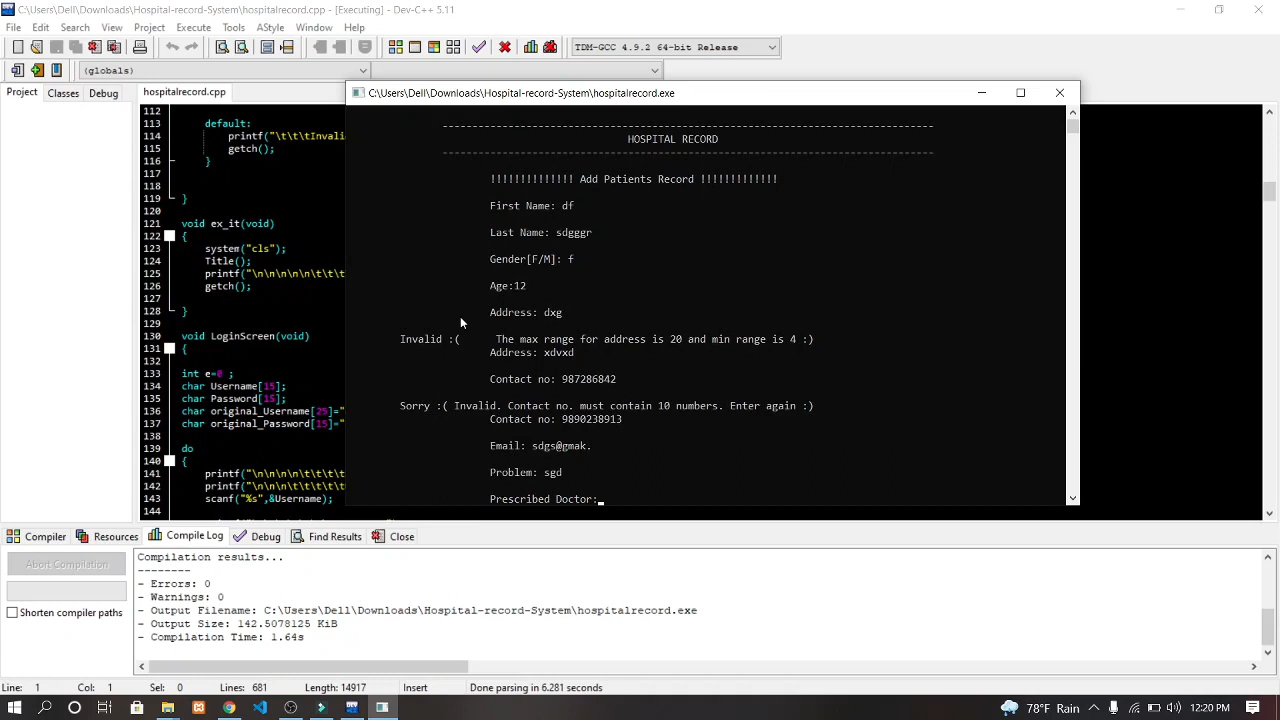 C:\Users\Dell\Downloads\Hospital-record-System\hospitalrecord.cpp - [Executing] - Dev-C++ 5.11
File Edit Search View Project Execute Tools AStyle Window Help
TDM-GCC 4.9.2 64-bit Release
(globals)
Project Classes Debug
hospitalrecord.cpp
C:\Users\Dell\Downloads\Hospital-record-System\hospitalrecord.exe
112
113 default:
114 printf("\t\t\tInvali
115 getch();
116 }
117
118
119 }
120
121 void ex_it(void)
122 {
123 system("cls");
124 Title();
125 printf("\n\n\n\n\t\t\t
126 getch();
127
128 }
129
130 void LoginScreen(void)
131 {
132
133 int e=0 ;
134 char Username[15];
135 char Password[15];
136 char original_Username[25]="
137 char original_Password[15]="
138
139 do
140 {
141 printf("\n\n\n\n\t\t\t\t
142 printf("\n\n\n\n\t\t\t\t
143 scanf("%s",&Username);
144
--------------------------------------------------------------------------------
HOSPITAL RECORD
--------------------------------------------------------------------------------
!!!!!!!!!!!!!! Add Patients Record !!!!!!!!!!!!!
First Name: df
Last Name: sdgggr
Gender[F/M]: f
Age:12
Address: dxg
Invalid :( The max range for address is 20 and min range is 4 :)
Address: xdvxd
Contact no: 987286842
Sorry :( Invalid. Contact no. must contain 10 numbers. Enter again :)
Contact no: 9890238913
Email: sdgs@gmak.
Problem: sgd
Prescribed Doctor:
Compiler Resources Compile Log Debug Find Results Close
Abort Compilation
Shorten compiler paths
Compilation results...
--------
- Errors: 0
- Warnings: 0
- Output Filename: C:\Users\Dell\Downloads\Hospital-record-System\hospitalrecord.exe
- Output Size: 142.5078125 KiB
- Compilation Time: 1.64s
Line: 1 Col: 1 Sel: 0 Lines: 681 Length: 14917 Insert Done parsing in 6.281 seconds
78°F Rain 12:20 PM